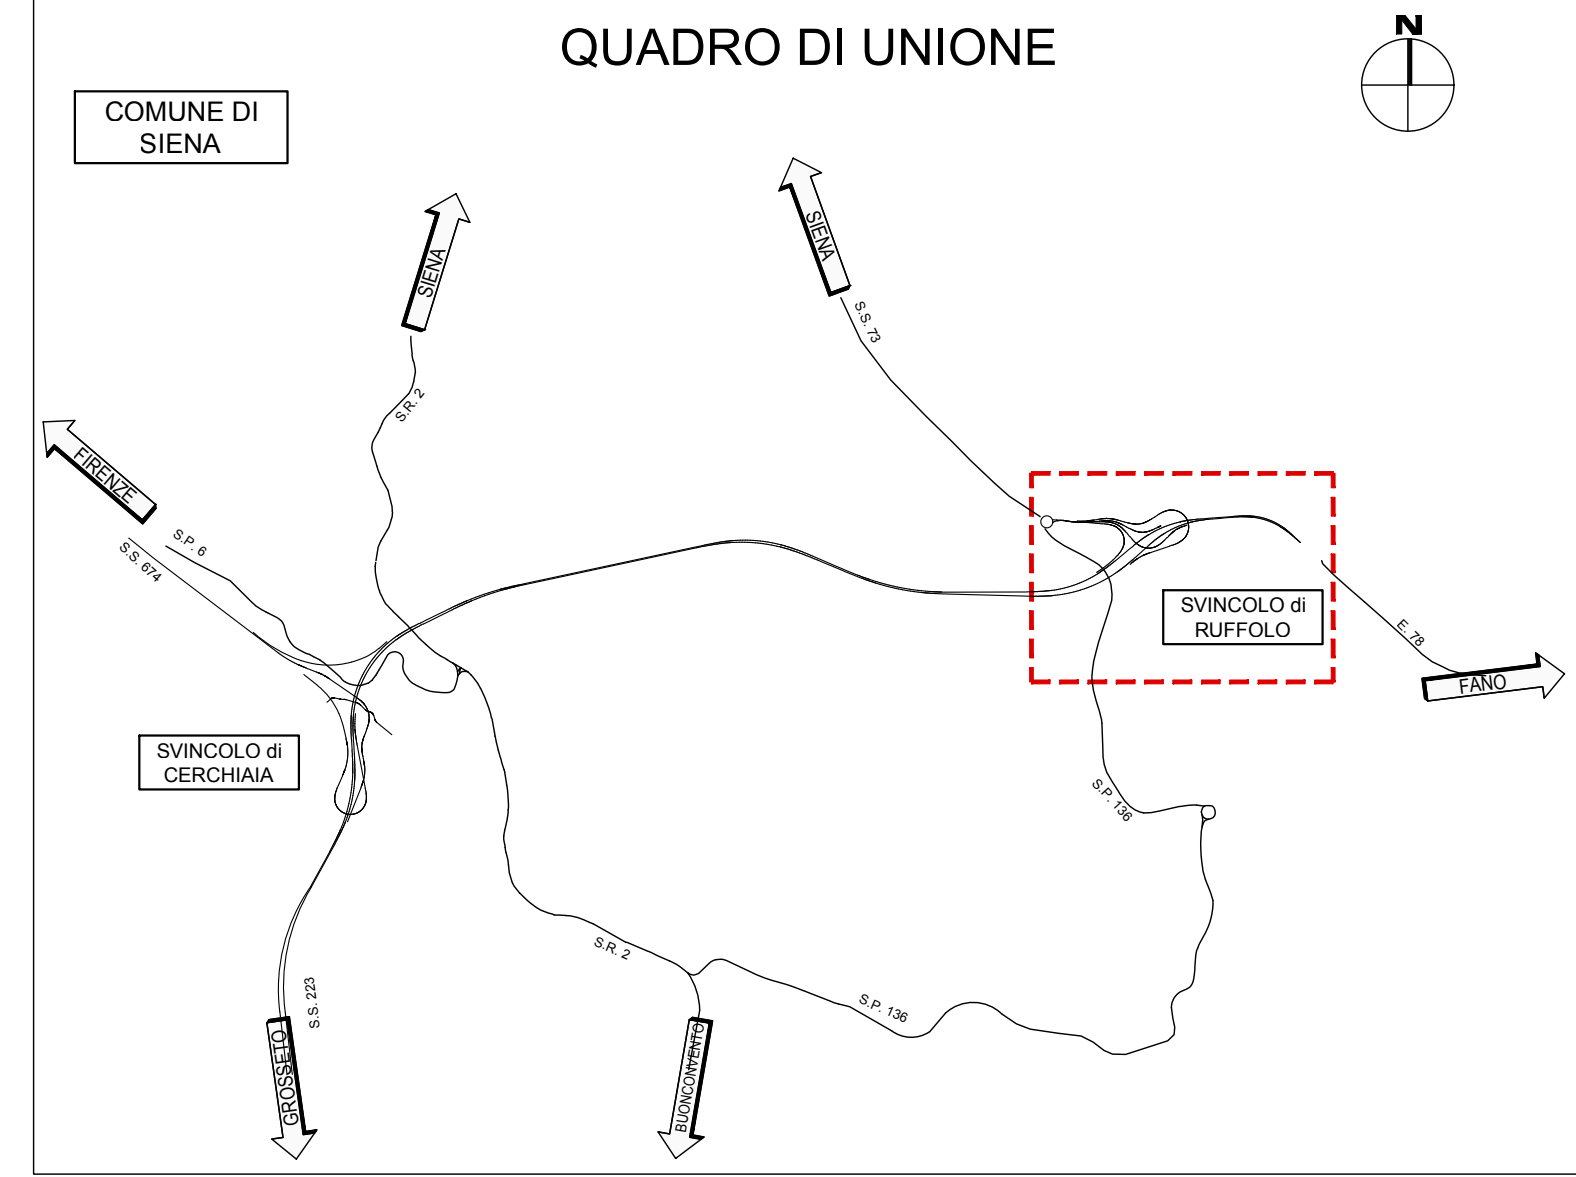 QUADRO DI UNIONE
N
COMUNE DI
SIENA
SIENA
SIENA
S.S. 73
S.R. 2
FIRENZE
S.P. 6
S.S. 674
SVINCOLO di
RUFFOLO
E. 78
FANO
SVINCOLO di
CERCHIAIA
S.P. 136
S.R. 2
S.P. 136
S.S. 223
GROSSETO
BUONCONVENTO